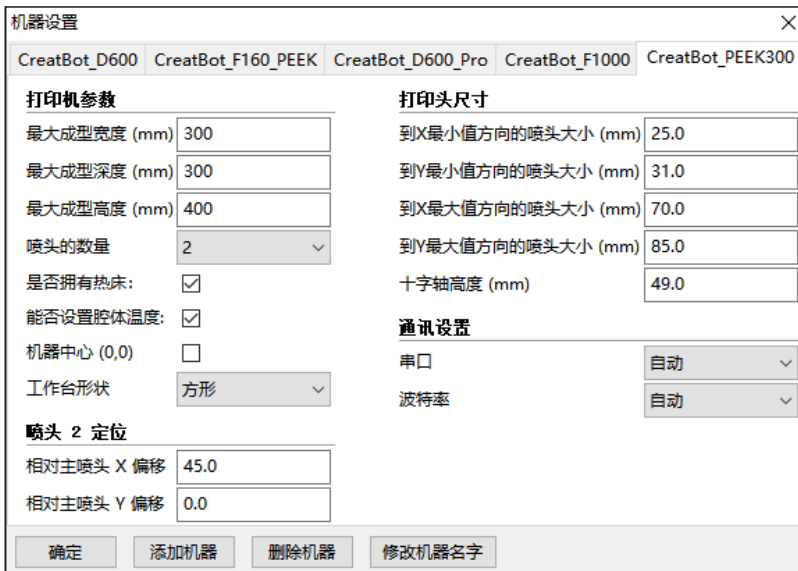 机器设置
CreatBot_D600 CreatBot_F160_PEEK CreatBot_D600_Pro CreatBot_F1000 CreatBot_PEEK300
打印机参数
最大成型宽度 (mm) 300
最大成型深度 (mm) 300
最大成型高度 (mm) 400
喷头的数量 2
是否拥有热床:
能否设置腔体温度:
机器中心 (0,0)
工作台形状 方形
喷头 2 定位
相对主喷头 X 偏移 45.0
相对主喷头 Y 偏移 0.0
打印头尺寸
到X最小值方向的喷头大小 (mm) 25.0
到Y最小值方向的喷头大小 (mm) 31.0
到X最大值方向的喷头大小 (mm) 70.0
到Y最大值方向的喷头大小 (mm) 85.0
十字轴高度 (mm) 49.0
通讯设置
串口 自动
波特率 自动
确定 添加机器 删除机器 修改机器名字